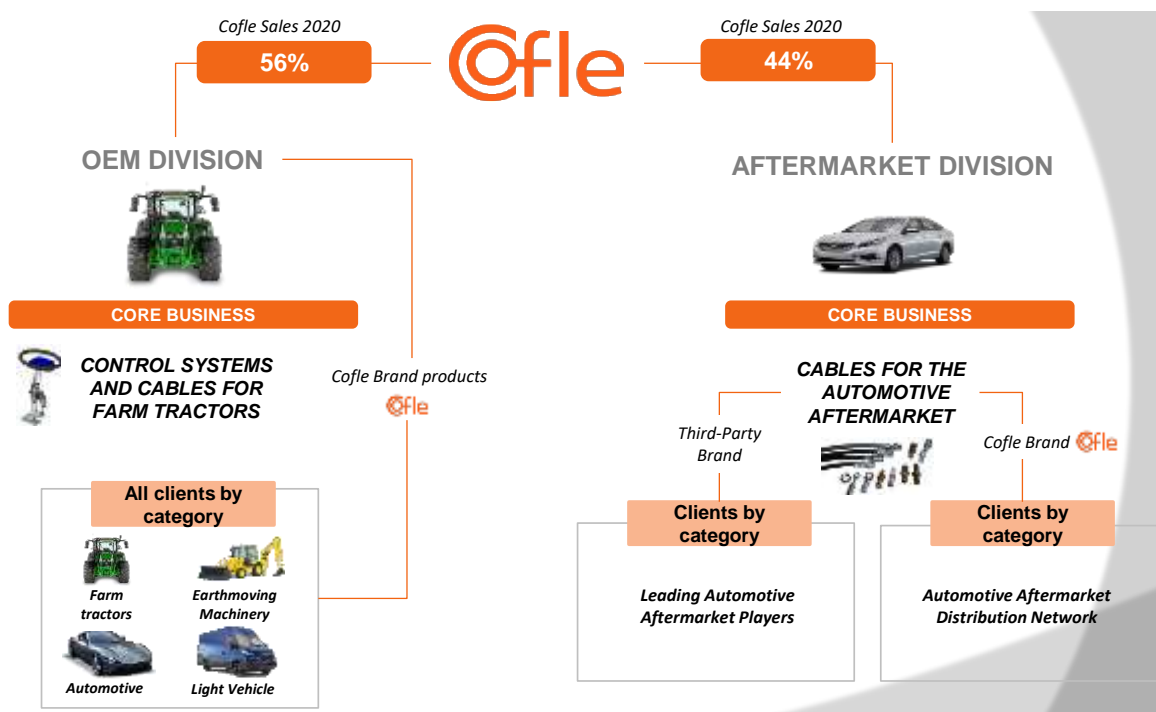 Cofle Sales 2020
56%
Cofle
Cofle Sales 2020
44%
OEM DIVISION
CORE BUSINESS
CONTROL SYSTEMS
AND CABLES FOR
FARM TRACTORS
Cofle Brand products
Cofle
All clients by
category
Farm
tractors
Earthmoving
Machinery
Automotive
Light Vehicle
AFTERMARKET DIVISION
CORE BUSINESS
CABLES FOR THE
AUTOMOTIVE
AFTERMARKET
Third-Party
Brand
Cofle Brand
Cofle
Clients by
category
Leading Automotive
Aftermarket Players
Clients by
category
Automotive Aftermarket
Distribution Network